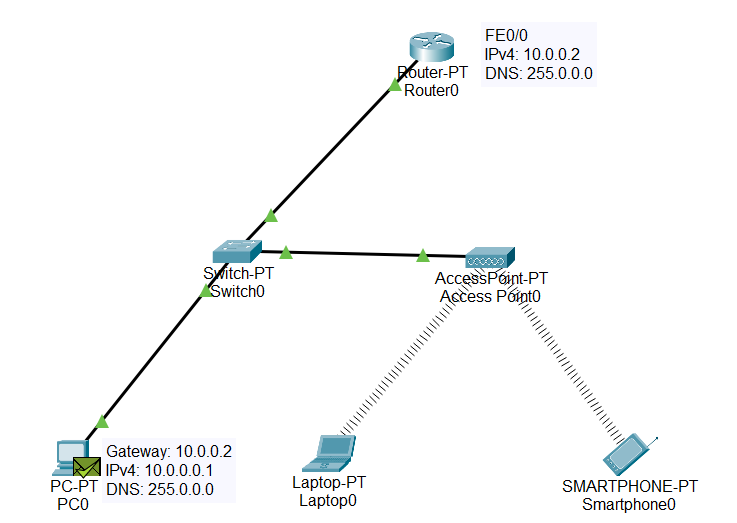 FE0/0
IPv4: 10.0.0.2
DNS: 255.0.0.0
Router-PT
Router0
Switch-PT
Switch0
AccessPoint-PT
Access Point0
Gateway: 10.0.0.2
IPv4: 10.0.0.0.1
DNS: 255.0.0.0
PC-PT
PC0
Laptop-PT
Laptop0
SMARTPHONE-PT
Smartphone0